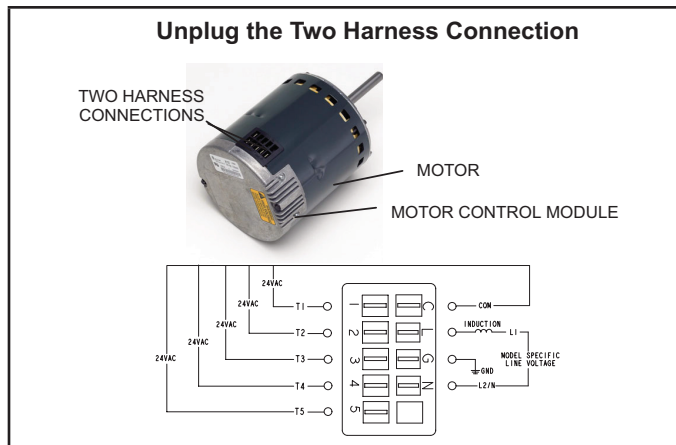 Unplug the Two Harness Connection
TWO HARNESS
CONNECTIONS
MOTOR
MOTOR CONTROL MODULE
24VAC
24VAC
24VAC
24VAC
24VAC
T1
T2
T3
T4
T5
1
2
3
4
5
C
L
G
N
COM
INDUCTION
L1
MODEL SPECIFIC
LINE VOLTAGE
GND
L2/N